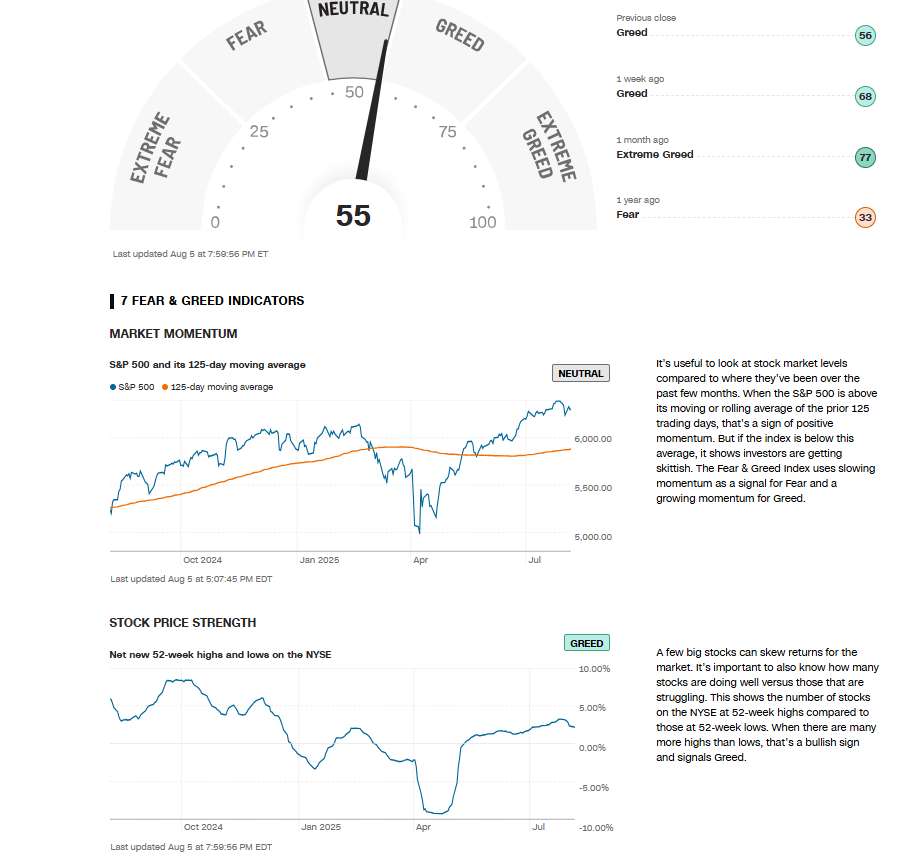 NEUTRAL
FEAR
GREED
EXTREME
FEAR
EXTREME
GREED
0
25
50
75
100
55
Last updated Aug 5 at 7:59:56 PM ET
Previous close
Greed
56
1 week ago
Greed
68
1 month ago
Extreme Greed
77
1 year ago
Fear
33
7 FEAR & GREED INDICATORS
MARKET MOMENTUM
S&P 500 and its 125-day moving average
NEUTRAL
S&P 500 125-day moving average
6,000.00
5,500.00
5,000.00
Oct 2024 Jan 2025 Apr Jul
Last updated Aug 5 at 5:07:45 PM EDT
It's useful to look at stock market levels
compared to where they've been over the
past few months. When the S&P 500 is above
its moving or rolling average of the prior 125
trading days, that's a sign of positive
momentum. But if the index is below this
average, it shows investors are getting
skittish. The Fear & Greed Index uses slowing
momentum as a signal for Fear and a
growing momentum for Greed.
STOCK PRICE STRENGTH
Net new 52-week highs and lows on the NYSE
GREED
10.00%
5.00%
0.00%
-5.00%
-10.00%
Oct 2024 Jan 2025 Apr Jul
Last updated Aug 5 at 7:59:56 PM EDT
A few big stocks can skew returns for the
market. It's important to also know how many
stocks are doing well versus those that are
struggling. This shows the number of stocks
on the NYSE at 52-week highs compared to
those at 52-week lows. When there are many
more highs than lows, that's a bullish sign
and signals Greed.